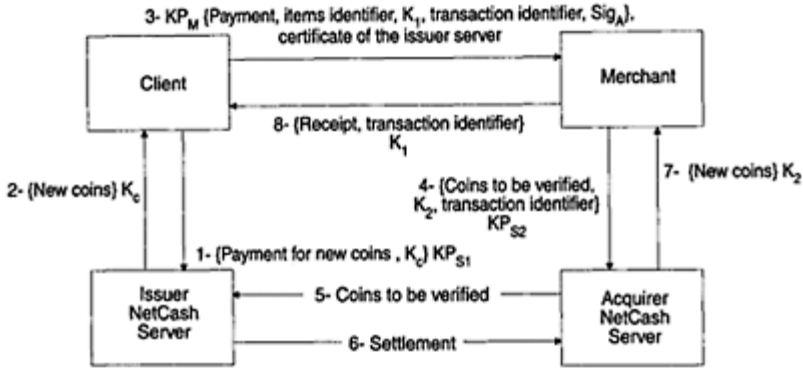 3- KP_M {Payment, items identifier, K_1, transaction identifier, Sig_A},
certificate of the issuer server
Client
Merchant
8- {Receipt, transaction identifier}
K_1
2- {New coins} K_c
4- {Coins to be verified,
K_2, transaction identifier}
KP_S2
7- {New coins} K_2
1- {Payment for new coins , K_c} KP_S1
Issuer
NetCash
Server
5- Coins to be verified
6- Settlement
Acquirer
NetCash
Server